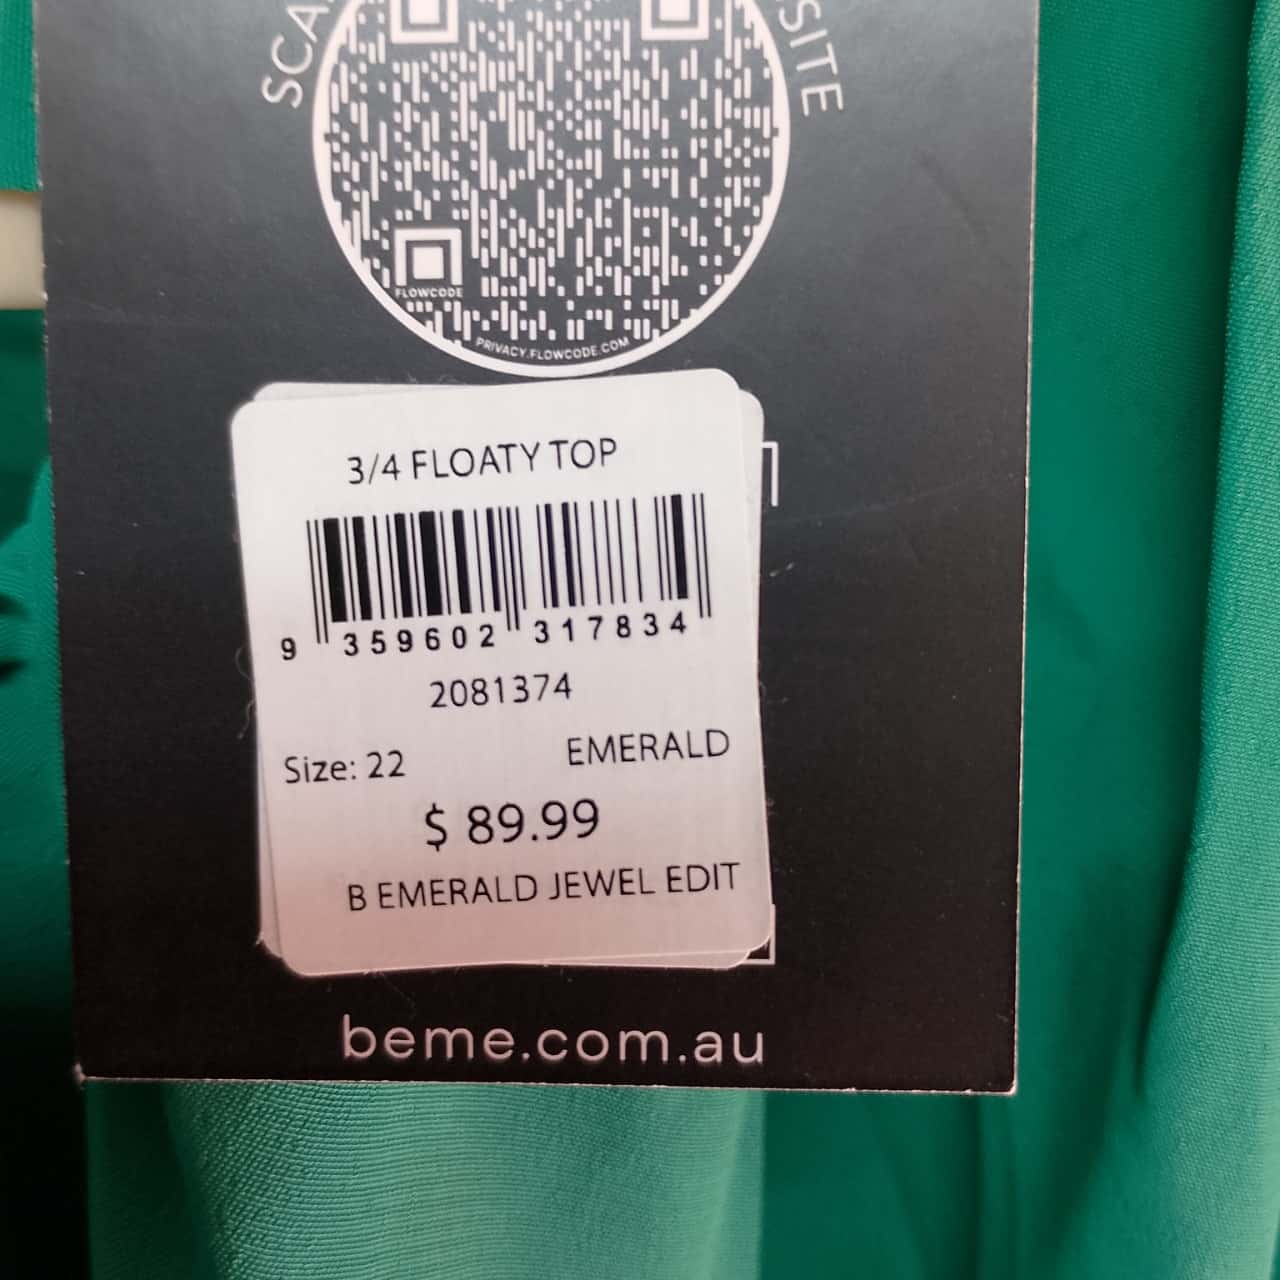 SITE
FLOWCODE
PRIVACY.FLOWCODE.COM
3/4 FLOATY TOP
9 359602 317834
2081374
Size: 22 EMERALD
$ 89.99
B EMERALD JEWEL EDIT
beme.com.au